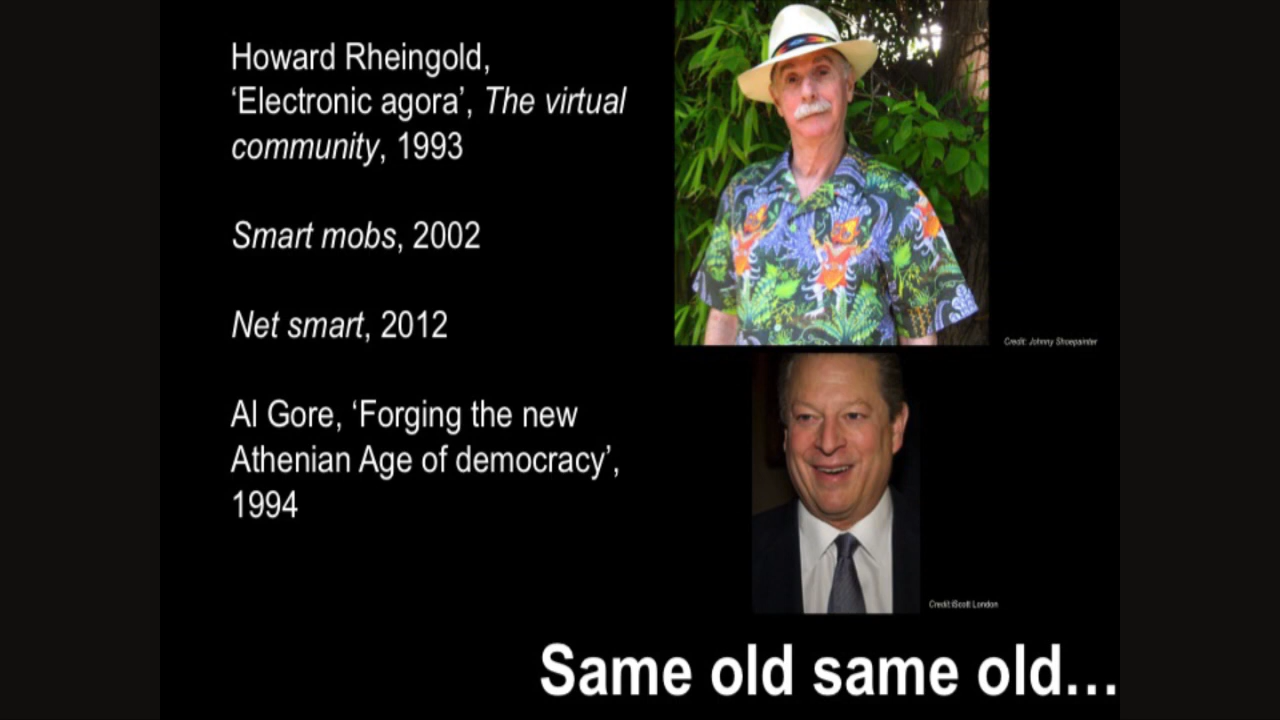 Howard Rheingold,
‘Electronic agora’, The virtual
community, 1993
Smart mobs, 2002
Net smart, 2012
Al Gore, ‘Forging the new
Athenian Age of democracy’,
1994
Credit: Johnny Shoepainter
Credit:iScott London
Same old same old…